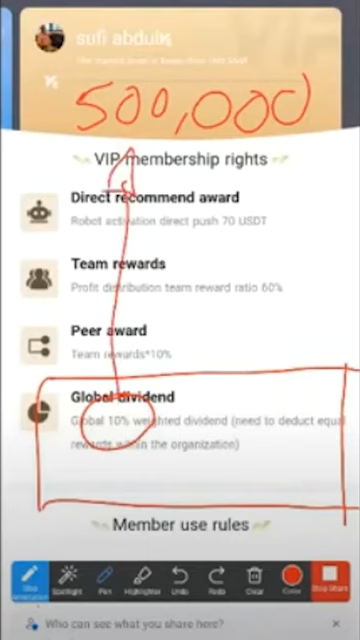 sufi abdul
500,000
VIP membership rights
Direct recommend award
Robot activation direct push 70 USDT
Team rewards
Profit distribution team reward ratio 60%
Peer award
Team rewards*10%
Global dividend
Global 10% weighted dividend (need to deduct equal
rewards within the organization)
Member use rules
Spotlight
Pen
Highlighter
Undo
Redo
Clear
Color
Stop Share
Who can see what you share here?